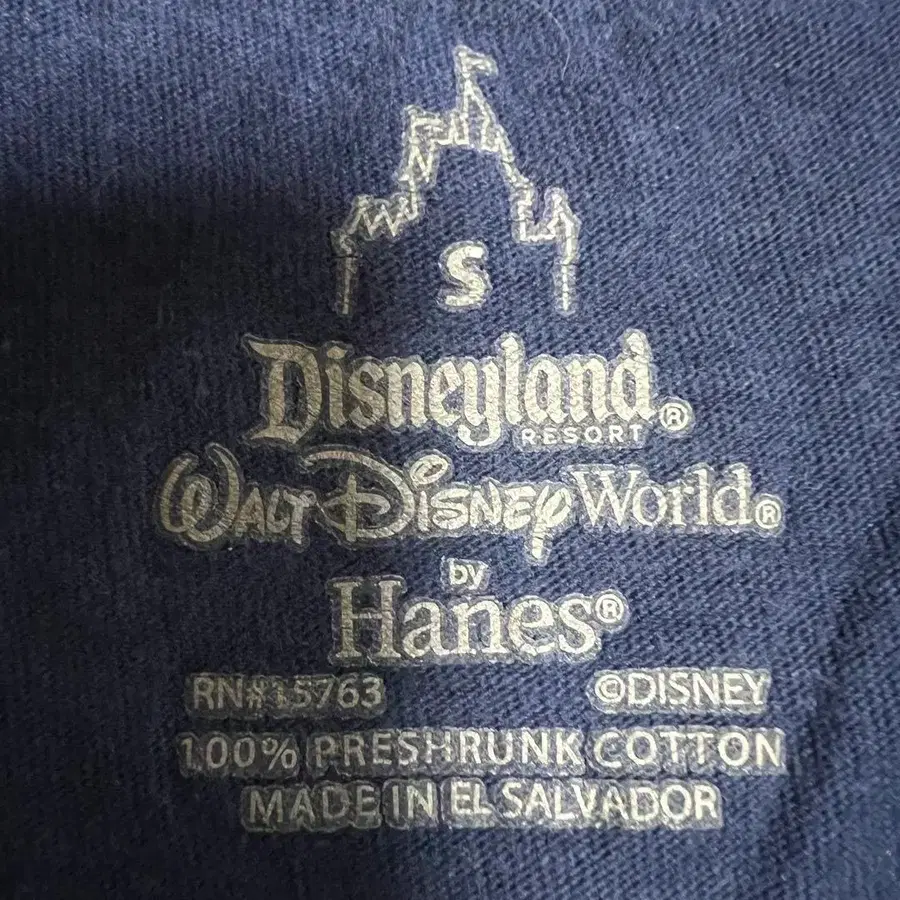 S
Disneyland®
RESORT
WALT DISNEY World®
by
Hanes®
RN#15763 ©DISNEY
100% PRESHRUNK COTTON
MADE IN EL SALVADOR